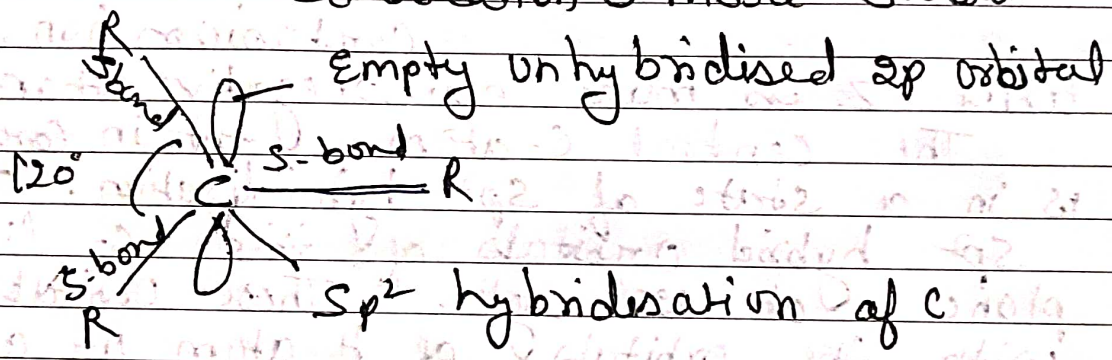 R
Empty unhybridised 2p orbital
S-bond
120°
S-bond
C
R
S-bond
R
Sp² hybridisation of C